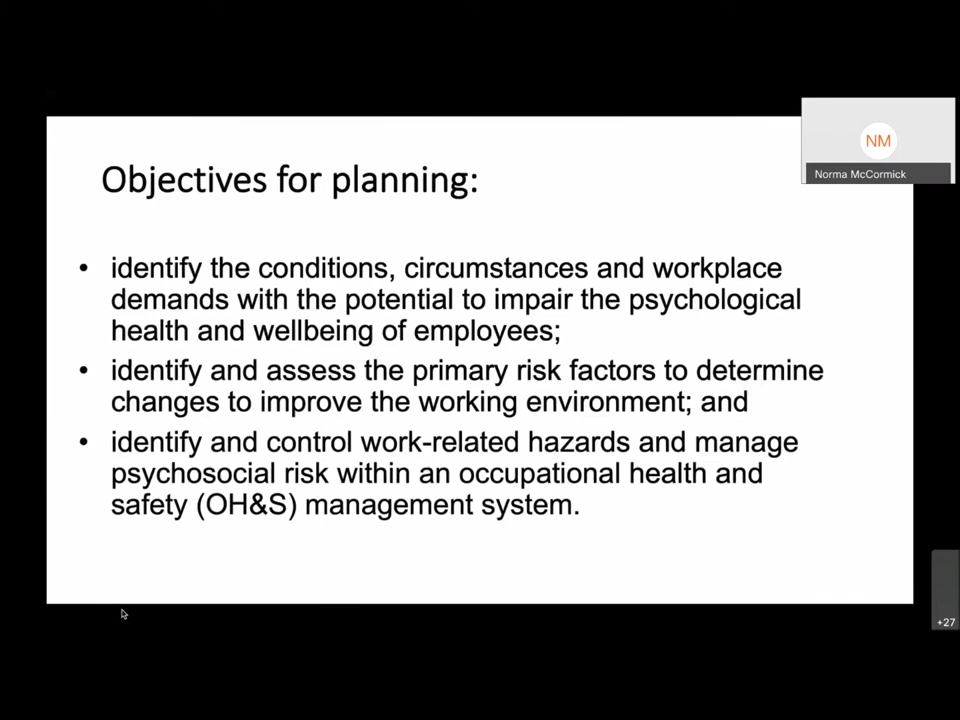 Objectives for planning:
NM
Norma McCormick
• identify the conditions, circumstances and workplace
demands with the potential to impair the psychological
health and wellbeing of employees;
• identify and assess the primary risk factors to determine
changes to improve the working environment; and
• identify and control work-related hazards and manage
psychosocial risk within an occupational health and
safety (OH&S) management system.
+27